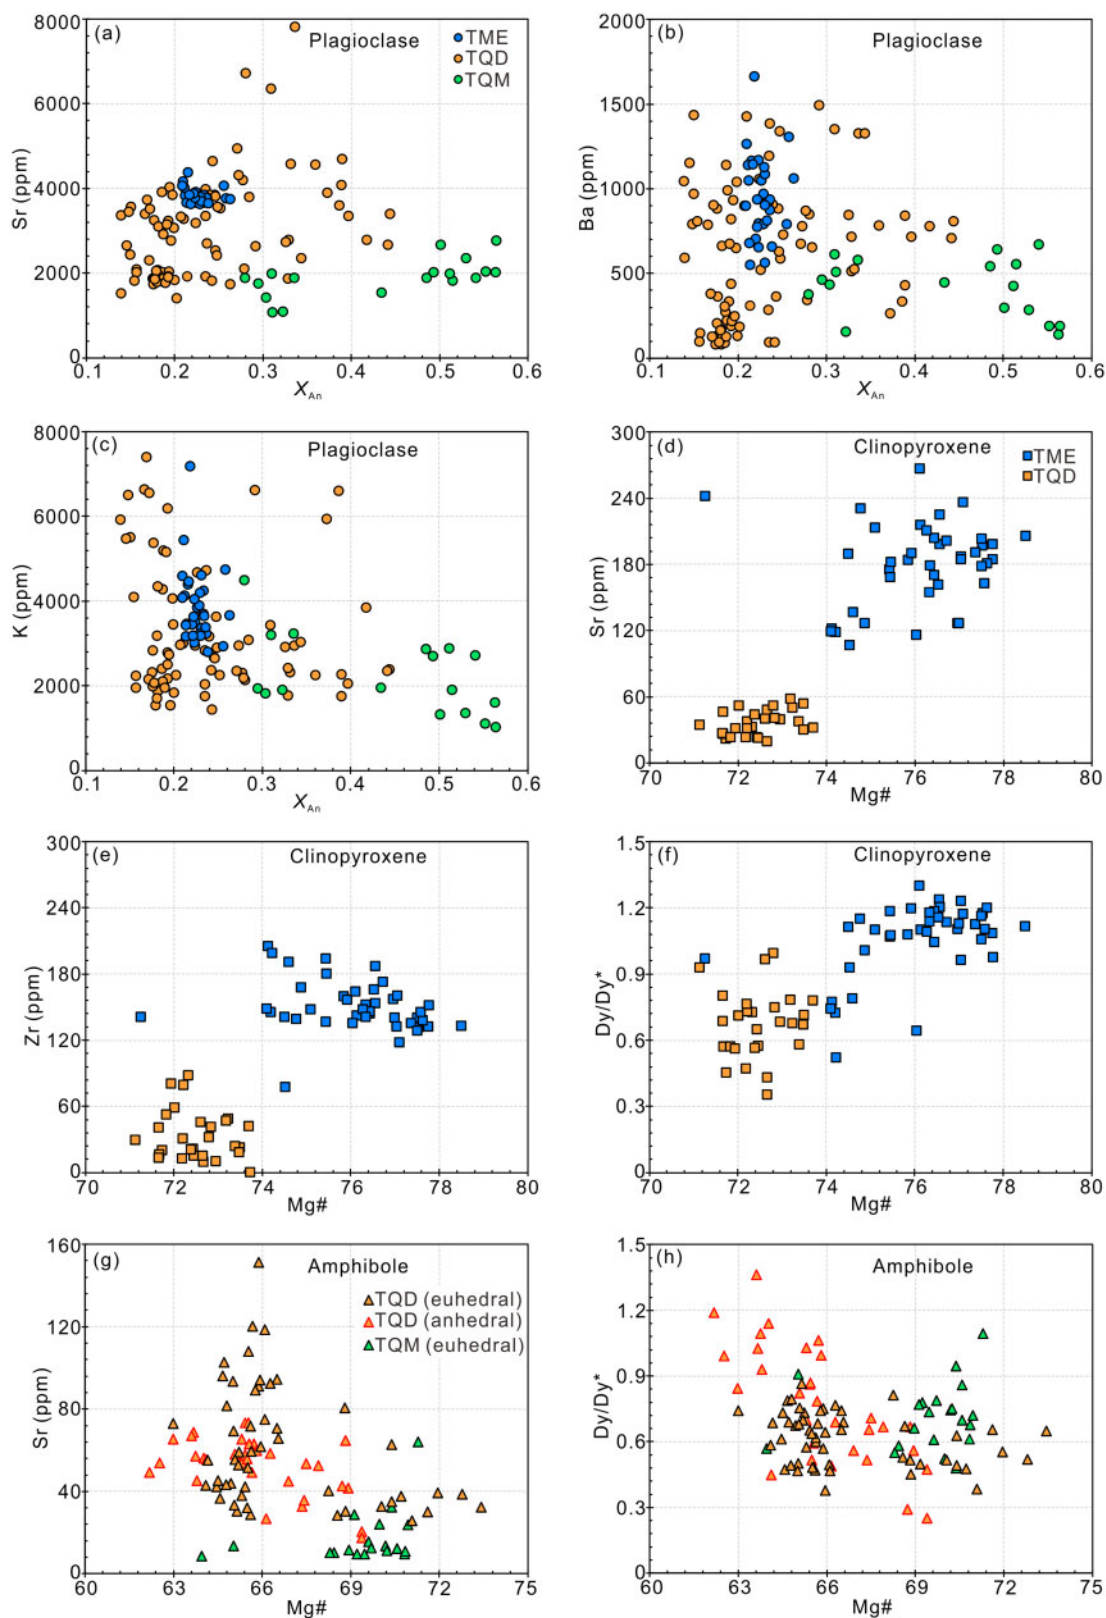 (a) Plagioclase
TME
TQD
TQM
Sr (ppm)
8000
6000
4000
2000
0
0.1 0.2 0.3 0.4 0.5 0.6
XAn
(b) Plagioclase
Ba (ppm)
2000
1500
1000
500
0
0.1 0.2 0.3 0.4 0.5 0.6
XAn
(c) Plagioclase
K (ppm)
8000
6000
4000
2000
0
0.1 0.2 0.3 0.4 0.5 0.6
XAn
(d) Clinopyroxene
TME
TQD
Sr (ppm)
300
240
180
120
60
0
70 72 74 76 78 80
Mg#
(e) Clinopyroxene
Zr (ppm)
300
240
180
120
60
0
70 72 74 76 78 80
Mg#
(f) Clinopyroxene
Dy/Dy*
1.5
1.2
0.9
0.6
0.3
0
70 72 74 76 78 80
Mg#
(g) Amphibole
TQD (euhedral)
TQD (anhedral)
TQM (euhedral)
Sr (ppm)
160
120
80
40
0
60 63 66 69 72 75
Mg#
(h) Amphibole
Dy/Dy*
1.5
1.2
0.9
0.6
0.3
0
60 63 66 69 72 75
Mg#